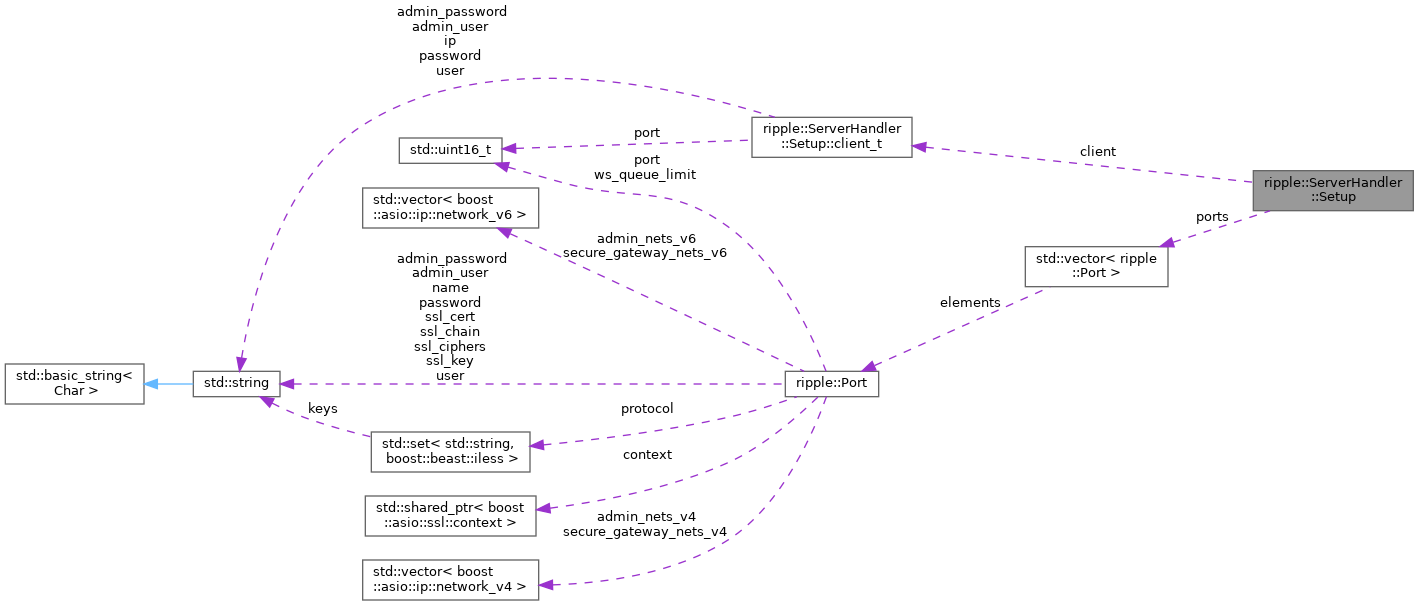 admin_password
admin_user
ip
password
user
ripple::ServerHandler
::Setup::client_t
port
std::uint16_t
client
port
ws_queue_limit
ripple::ServerHandler
::Setup
std::vector< boost
::asio::ip::network_v6 >
ports
admin_nets_v6
secure_gateway_nets_v6
std::vector< ripple
::Port >
admin_password
admin_user
name
password
ssl_cert
ssl_chain
ssl_ciphers
ssl_key
user
elements
std::basic_string<
Char >
std::string
ripple::Port
keys
protocol
std::set< std::string,
boost::beast::iless >
context
std::shared_ptr< boost
::asio::ssl::context >
admin_nets_v4
secure_gateway_nets_v4
std::vector< boost
::asio::ip::network_v4 >